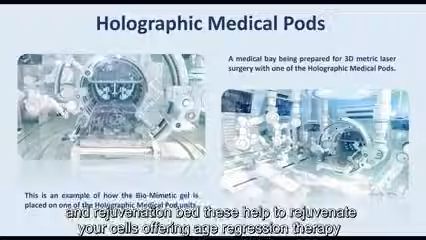 Holographic Medical Pods
A medical bay being prepared for 3D metric laser
surgery with one of the Holographic Medical Pods.
This is an example of how the Bio-Mimetic gel is
placed on one of the Holographic Medical Pod units.
and rejuvenation bed these help to rejuvenate
your cells offering age regression therapy